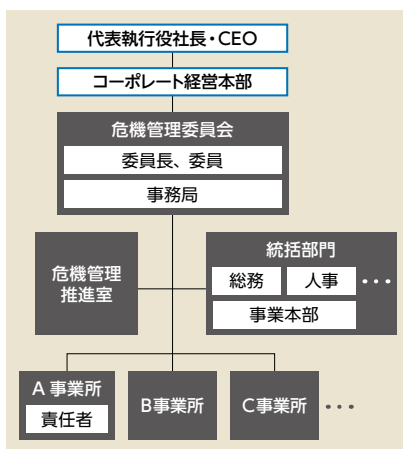 代表執行役社長・CEO
コーポレート経営本部
危機管理委員会
委員長、委員
事務局
危機管理
推進室
統括部門
総務
人事
・・・
事業本部
A 事業所
責任者
B事業所
C事業所
・・・